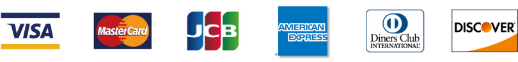 VISA
MasterCard
JCB
AMERICAN
EXPRESS
Diners Club
INTERNATIONAL
DISCOVER